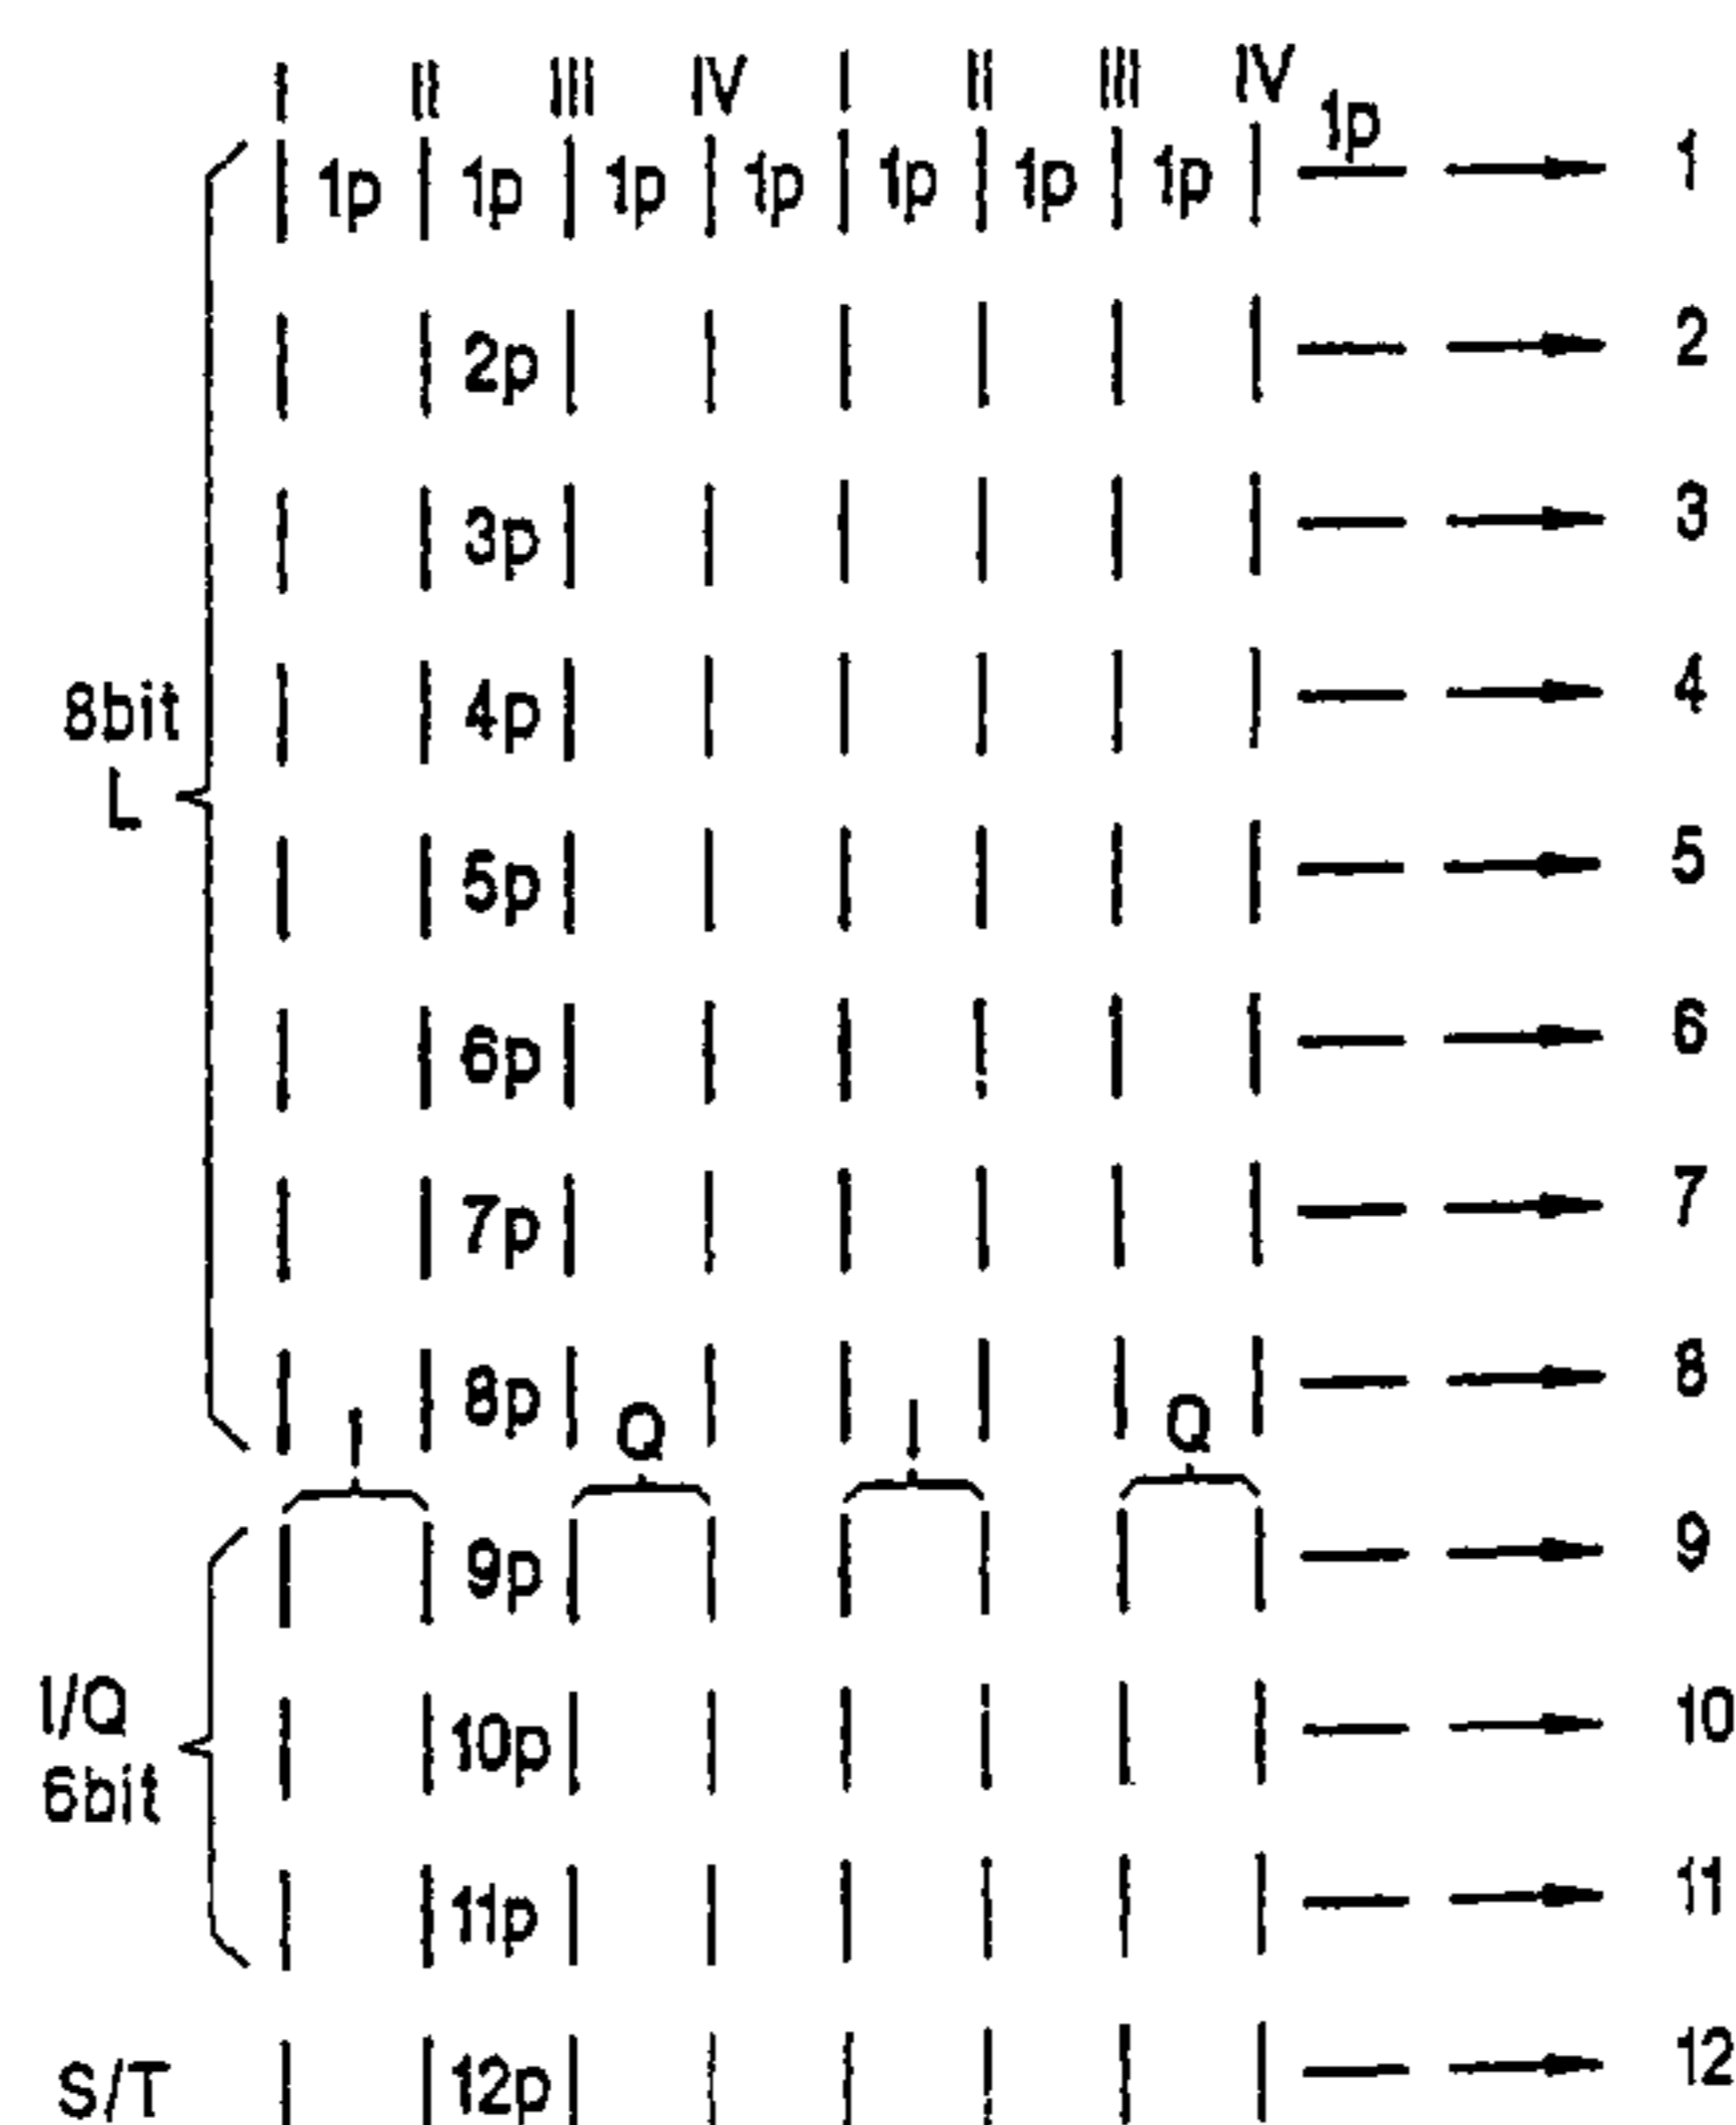 I II III IV I II III IV
1p 1p 1p 1p 1p 1p 1p 1p 1
2p 2
3p 3
8bit 4p 4
L
5p 5
6p 6
7p 7
8p 8
I Q I Q
9p 9
I/Q 10p 10
6bit
11p 11
S/T 12p 12